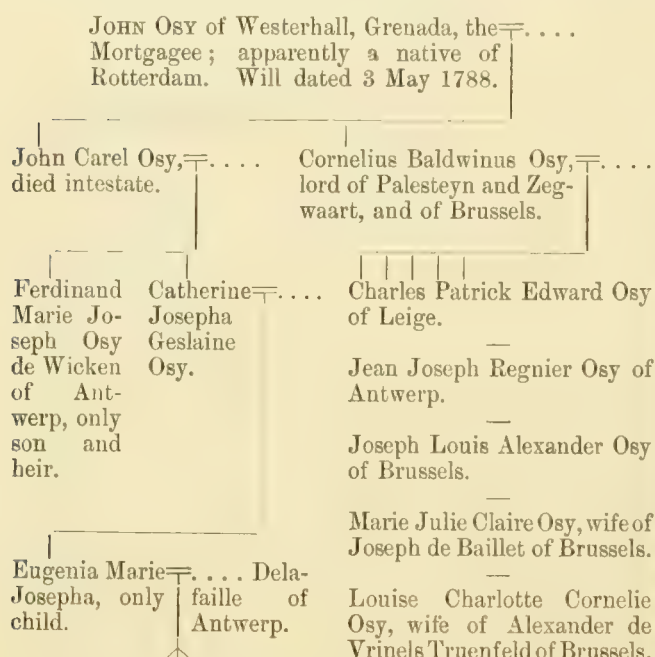 JOHN OSY of Westerhall, Grenada, the=. . . .
Mortgagee; apparently a native of
Rotterdam. Will dated 3 May 1788.
John Carel Osy,=. . . .
died intestate.
Cornelius Baldwinus Osy,=. . . .
lord of Palesteyn and Zeg-
waart, and of Brussels.
Ferdinand
Marie Jo-
seph Osy
de Wicken
of Ant-
werp, only
son and
heir.
Catherine=. . . .
Josepha
Geslaine
Osy.
Charles Patrick Edward Osy
of Leige.
Jean Joseph Regnier Osy of
Antwerp.
Joseph Louis Alexander Osy
of Brussels.
Marie Julie Claire Osy, wife of
Joseph de Baillet of Brussels.
Louise Charlotte Cornelie
Osy, wife of Alexander de
Vrinels Truenfeld of Brussels.
Eugenia Marie=. . . . Dela-
Josepha, only
child.
faille of
Antwerp.